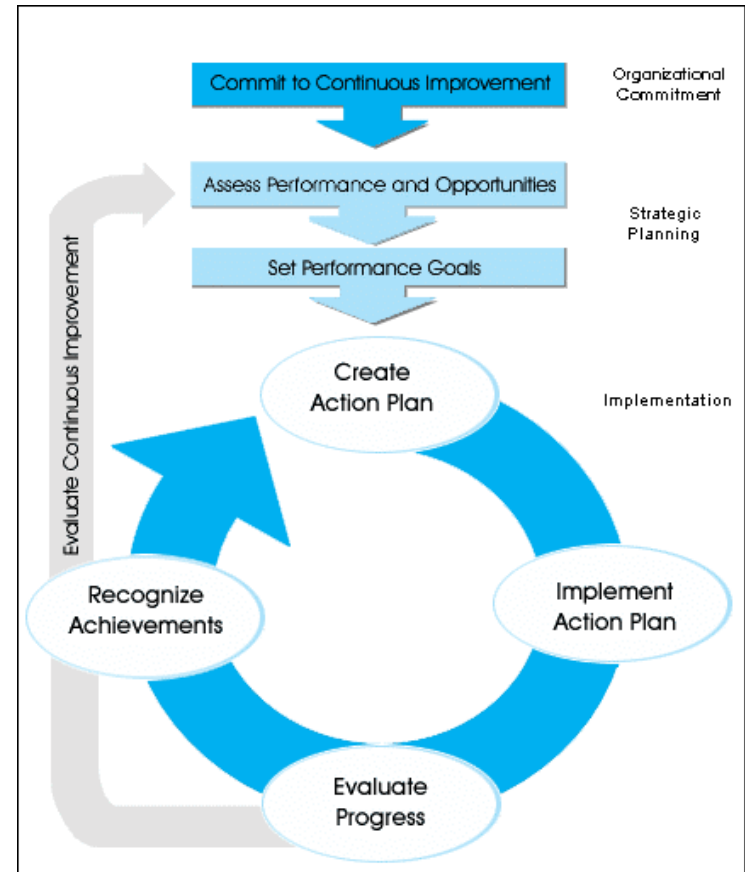 Commit to Continuous Improvement
Organizational
Commitment
Assess Performance and Opportunities
Strategic
Planning
Set Performance Goals
Evaluate Continuous Improvement
Create
Action Plan
Implementation
Implement
Action Plan
Recognize
Achievements
Evaluate
Progress